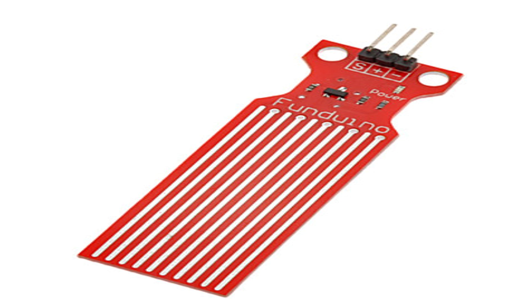 S + -
Power
Funduino